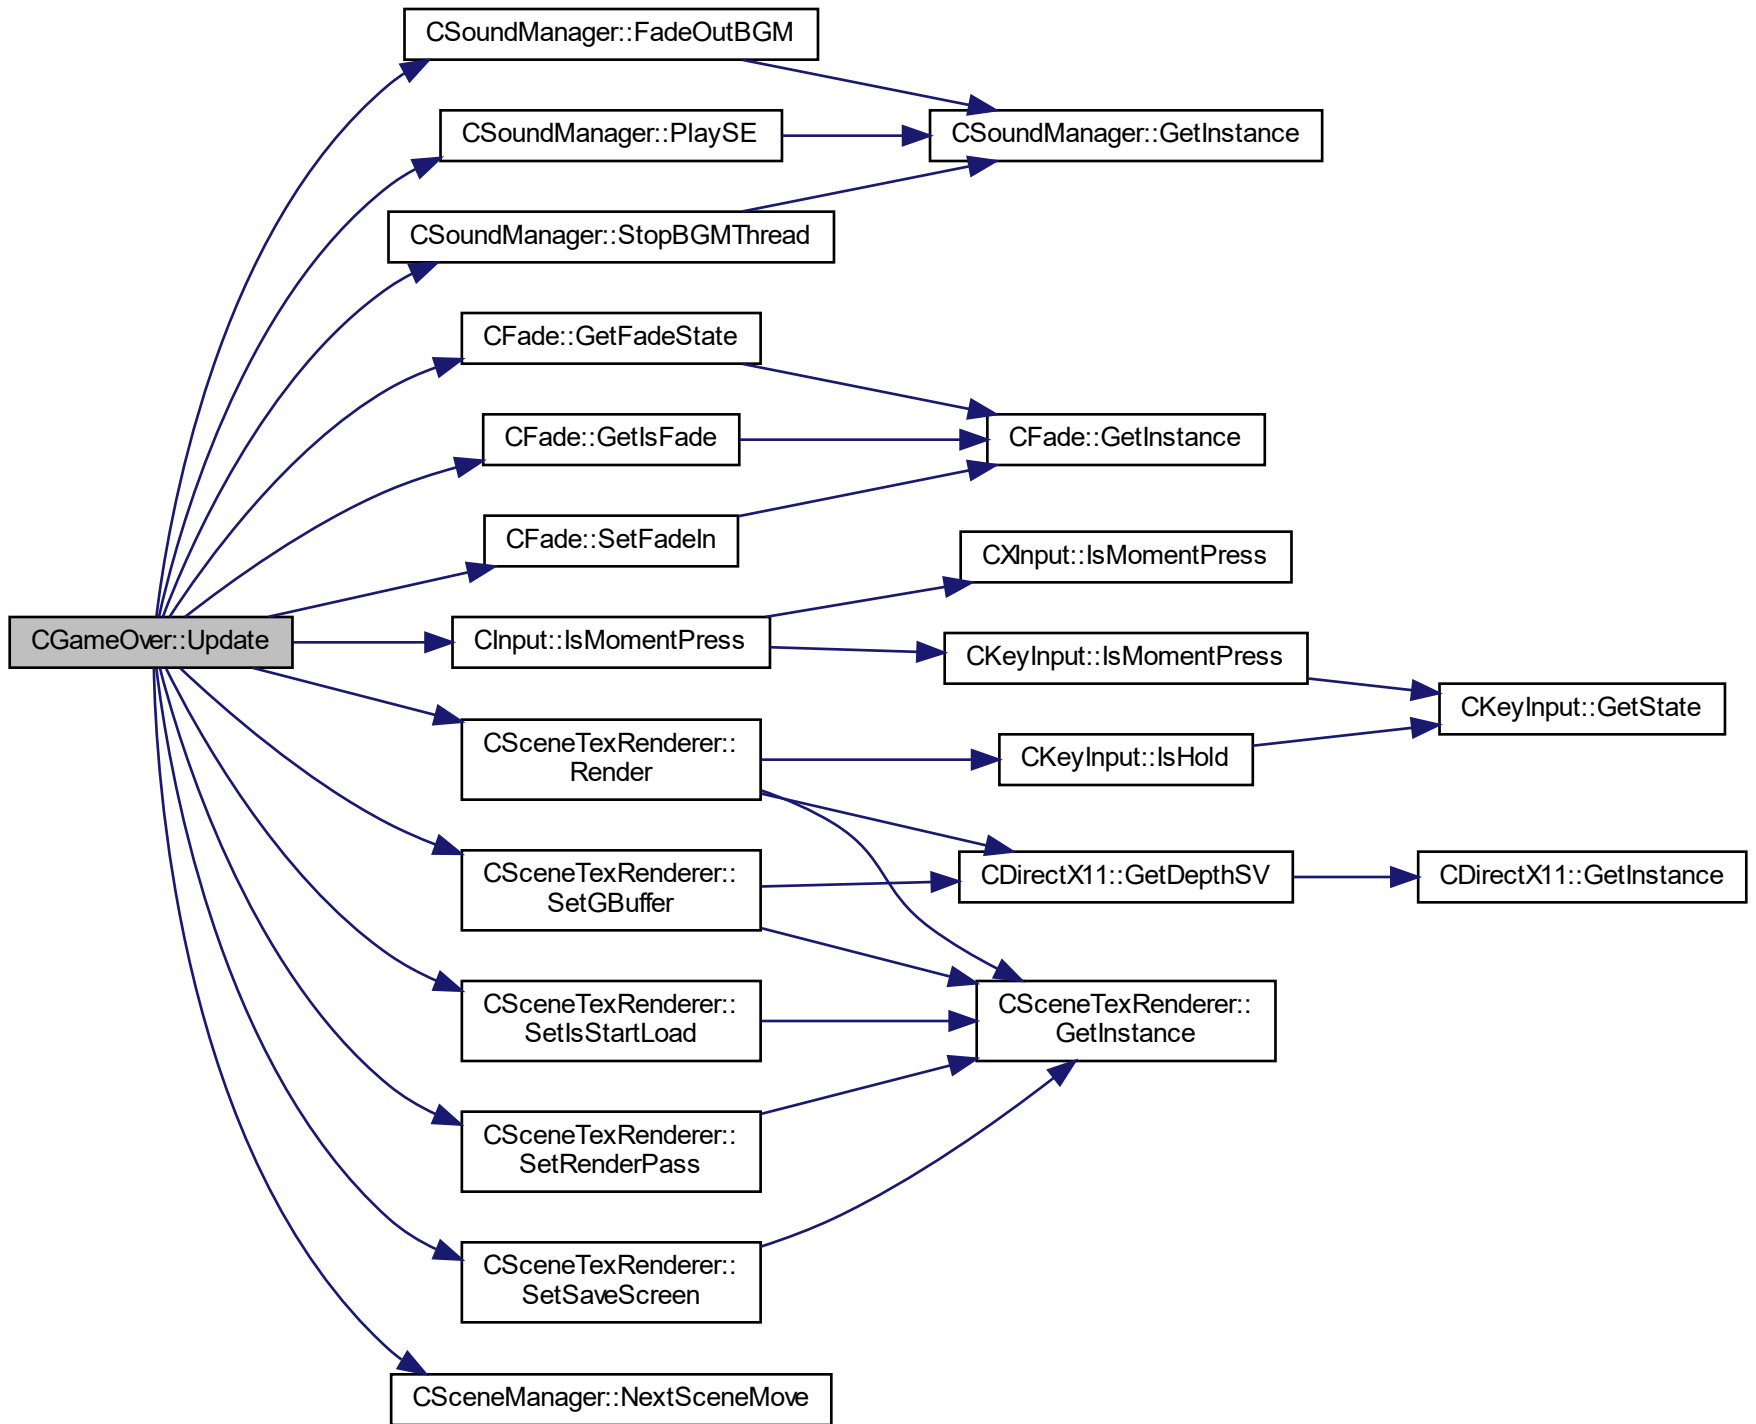 CSoundManager::FadeOutBGM
CSoundManager::PlaySE
CSoundManager::GetInstance
CSoundManager::StopBGMThread
CFade::GetFadeState
CFade::GetIsFade
CFade::GetInstance
CFade::SetFadeIn
CXInput::IsMomentPress
CGameOver::Update
CInput::IsMomentPress
CKeyInput::IsMomentPress
CKeyInput::GetState
CSceneTexRenderer::
Render
CKeyInput::IsHold
CSceneTexRenderer::
SetGBuffer
CDirectX11::GetDepthSV
CDirectX11::GetInstance
CSceneTexRenderer::
SetIsStartLoad
CSceneTexRenderer::
GetInstance
CSceneTexRenderer::
SetRenderPass
CSceneTexRenderer::
SetSaveScreen
CSceneManager::NextSceneMove